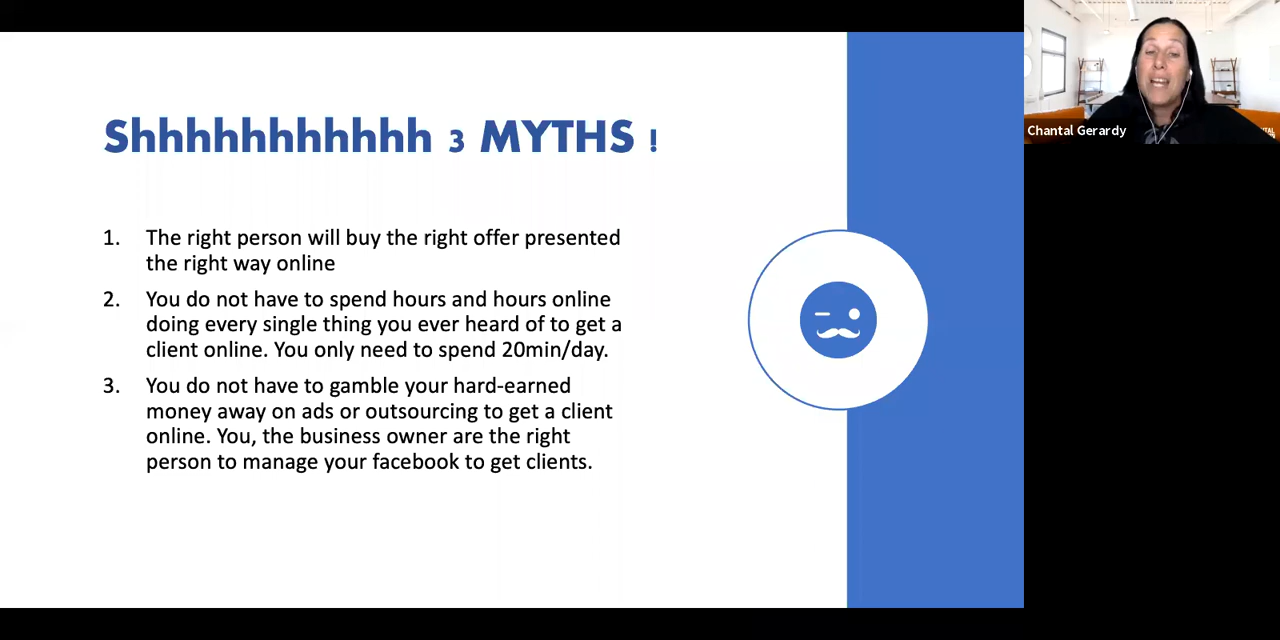 Shhhhhhhhhhh 3 MYTHS !
1. The right person will buy the right offer presented
the right way online
2. You do not have to spend hours and hours online
doing every single thing you ever heard of to get a
client online. You only need to spend 20min/day.
3. You do not have to gamble your hard-earned
money away on ads or outsourcing to get a client
online. You, the business owner are the right
person to manage your facebook to get clients.
Chantal Gerardy